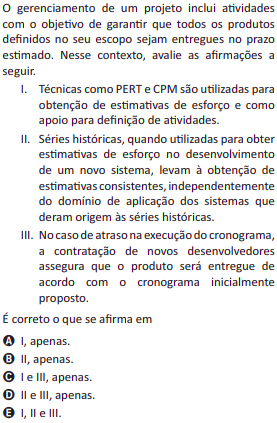 O gerenciamento de um projeto inclui atividades
com o objetivo de garantir que todos os produtos
definidos no seu escopo sejam entregues no prazo
estimado. Nesse contexto, avalie as afirmações a
seguir.
I. Técnicas como PERT e CPM são utilizadas para
obtenção de estimativas de esforço e como
apoio para definição de atividades.
II. Séries históricas, quando utilizadas para obter
estimativas de esforço no desenvolvimento
de um novo sistema, levam à obtenção de
estimativas consistentes, independentemente
do domínio de aplicação dos sistemas que
deram origem às séries históricas.
III. No caso de atraso na execução do cronograma,
a contratação de novos desenvolvedores
assegura que o produto será entregue de
acordo com o cronograma inicialmente
proposto.
É correto o que se afirma em
A I, apenas.
B II, apenas.
C I e III, apenas.
D II e III, apenas.
E I, II e III.